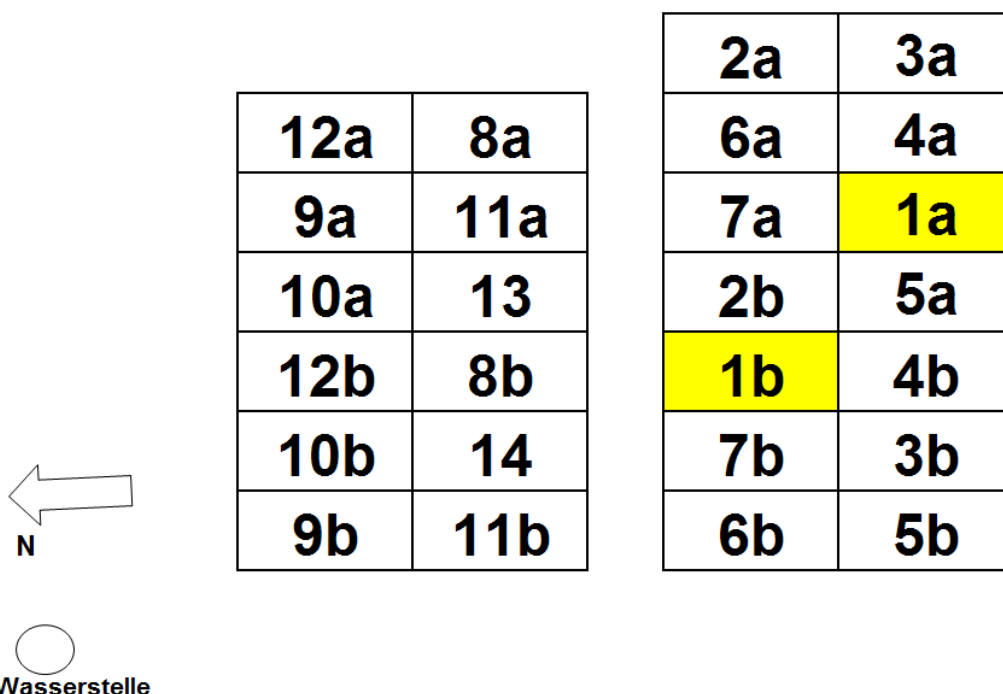 2a 3a
12a 8a 6a 4a
9a 11a 7a 1a
10a 13 2b 5a
12b 8b 1b 4b
10b 14 7b 3b
9b 11b 6b 5b
N
Wasserstelle